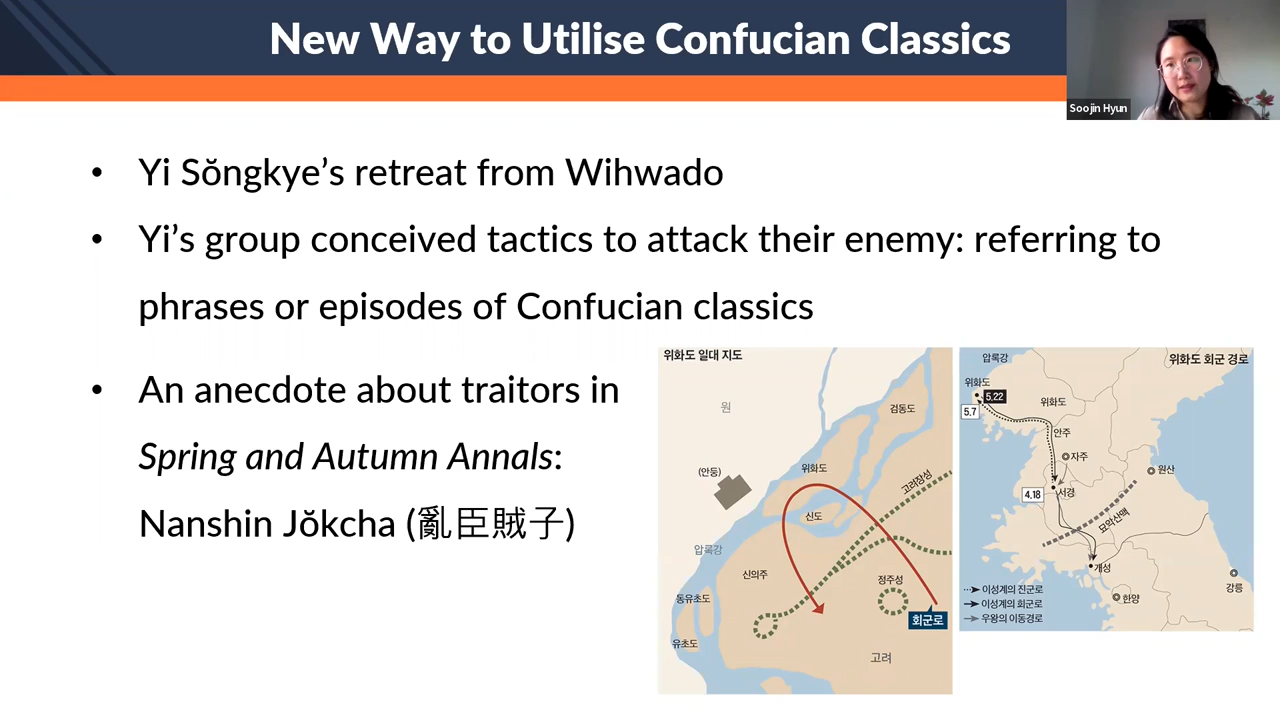 New Way to Utilise Confucian Classics
Soojin Hyun
• Yi Sŏngkye’s retreat from Wihwado
• Yi’s group conceived tactics to attack their enemy: referring to
phrases or episodes of Confucian classics
• An anecdote about traitors in
Spring and Autumn Annals:
Nanshin Jŏkcha (亂臣賊子)
위화도 일대 지도
원
검동도
(안동)
위화도
고려장성
신도
압록강
신의주
정주성
동유초도
회군로
유초도
고려
위화도 회군 경로
압록강
위화도
5.22
5.7
위화도
안주
자주
원산
4.18
서경
묘악산맥
개성
강릉
한양
이성계의 진군로
이성계의 회군로
우왕의 이동경로